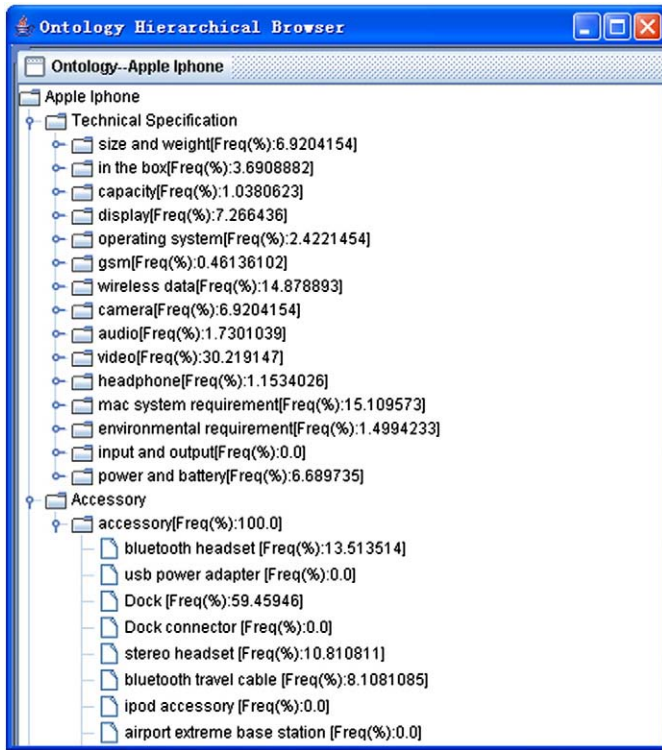 Ontology Hierarchical Browser
Ontology--Apple Iphone
Apple Iphone
Technical Specification
size and weight[Freq(%):6.9204154]
in the box[Freq(%):3.6908882]
capacity[Freq(%):1.0380623]
display[Freq(%):7.266436]
operating system[Freq(%):2.4221454]
gsm[Freq(%):0.46136102]
wireless data[Freq(%):14.878893]
camera[Freq(%):6.9204154]
audio[Freq(%):1.7301039]
video[Freq(%):30.219147]
headphone[Freq(%):1.1534026]
mac system requirement[Freq(%):15.109573]
environmental requirement[Freq(%):1.4994233]
input and output[Freq(%):0.0]
power and battery[Freq(%):6.689735]
Accessory
accessory[Freq(%):100.0]
bluetooth headset [Freq(%):13.513514]
usb power adapter [Freq(%):0.0]
Dock [Freq(%):59.45946]
Dock connector [Freq(%):0.0]
stereo headset [Freq(%):10.810811]
bluetooth travel cable [Freq(%):8.1081085]
ipod accessory [Freq(%):0.0]
airport extreme base station [Freq(%):0.0]